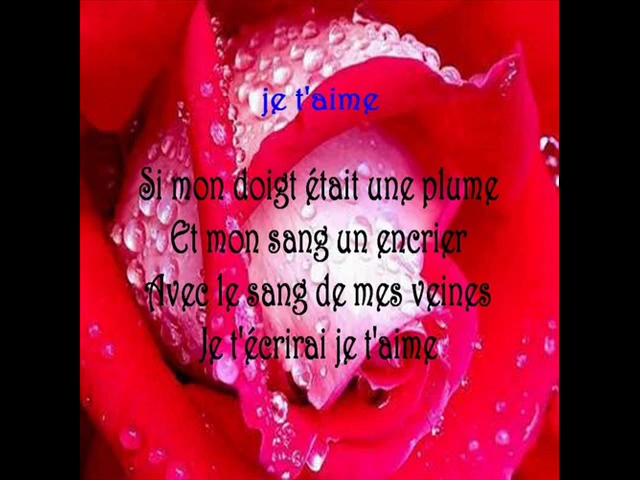 je t'aime
Si mon doigt était une plume
Et mon sang un encrier
Avec le sang de mes veines
Je t'écrirai je t'aime